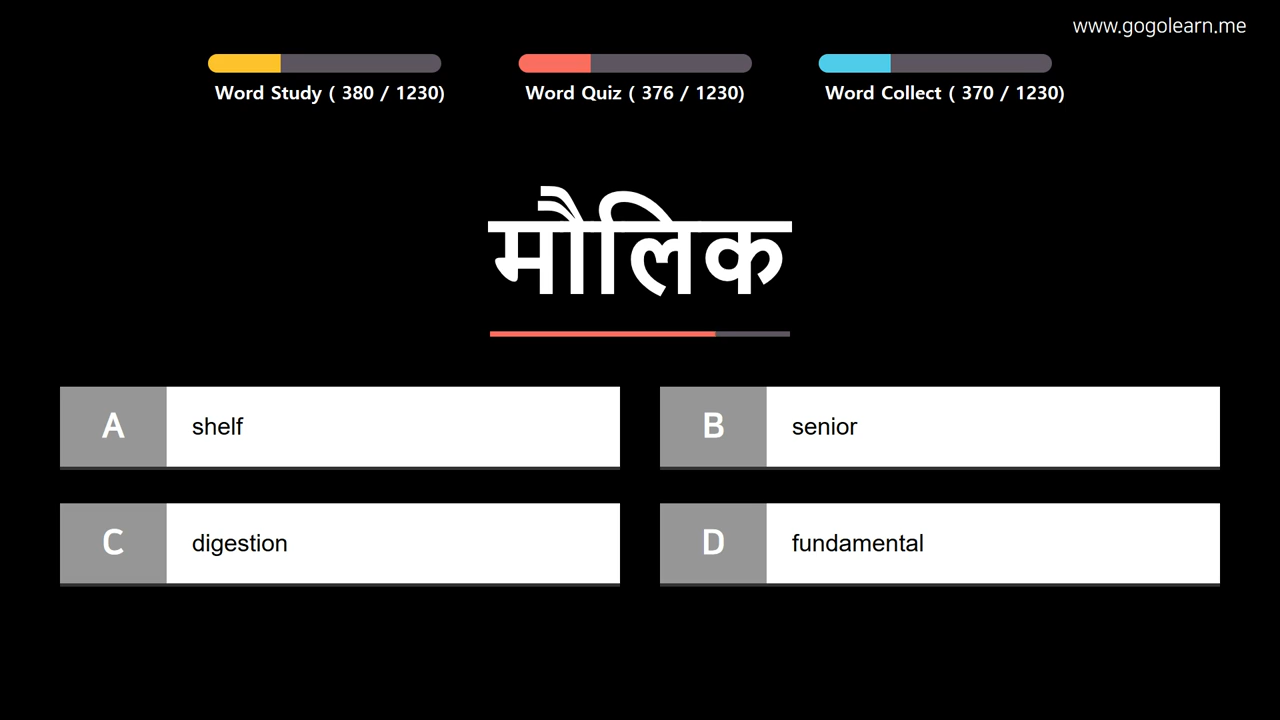 www.gogolearn.me
Word Study ( 380 / 1230)
Word Quiz ( 376 / 1230)
Word Collect ( 370 / 1230)
मौलिक
A shelf
B senior
C digestion
D fundamental